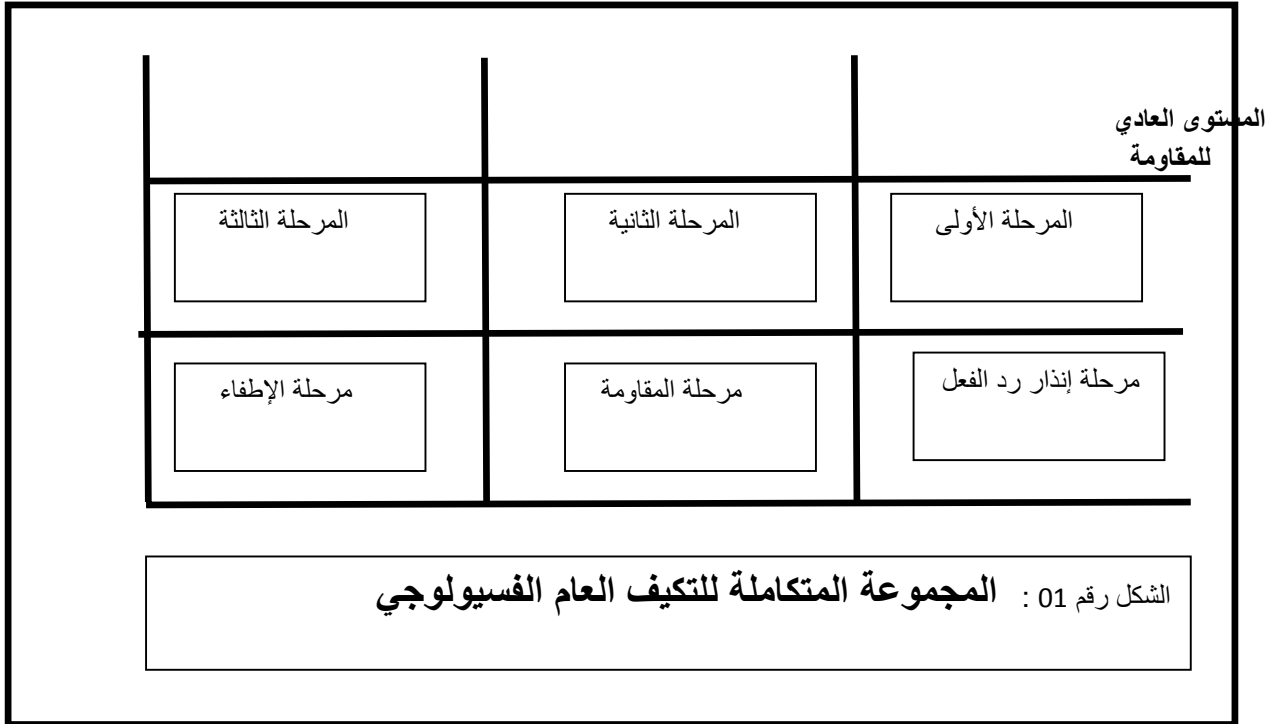 المستوى العادي
للمقاومة
المرحلة الأولى
المرحلة الثانية
المرحلة الثالثة
مرحلة إنذار رد الفعل
مرحلة المقاومة
مرحلة الإطفاء
الشكل رقم 01 : المجموعة المتكاملة للتكيف العام الفسيولوجي